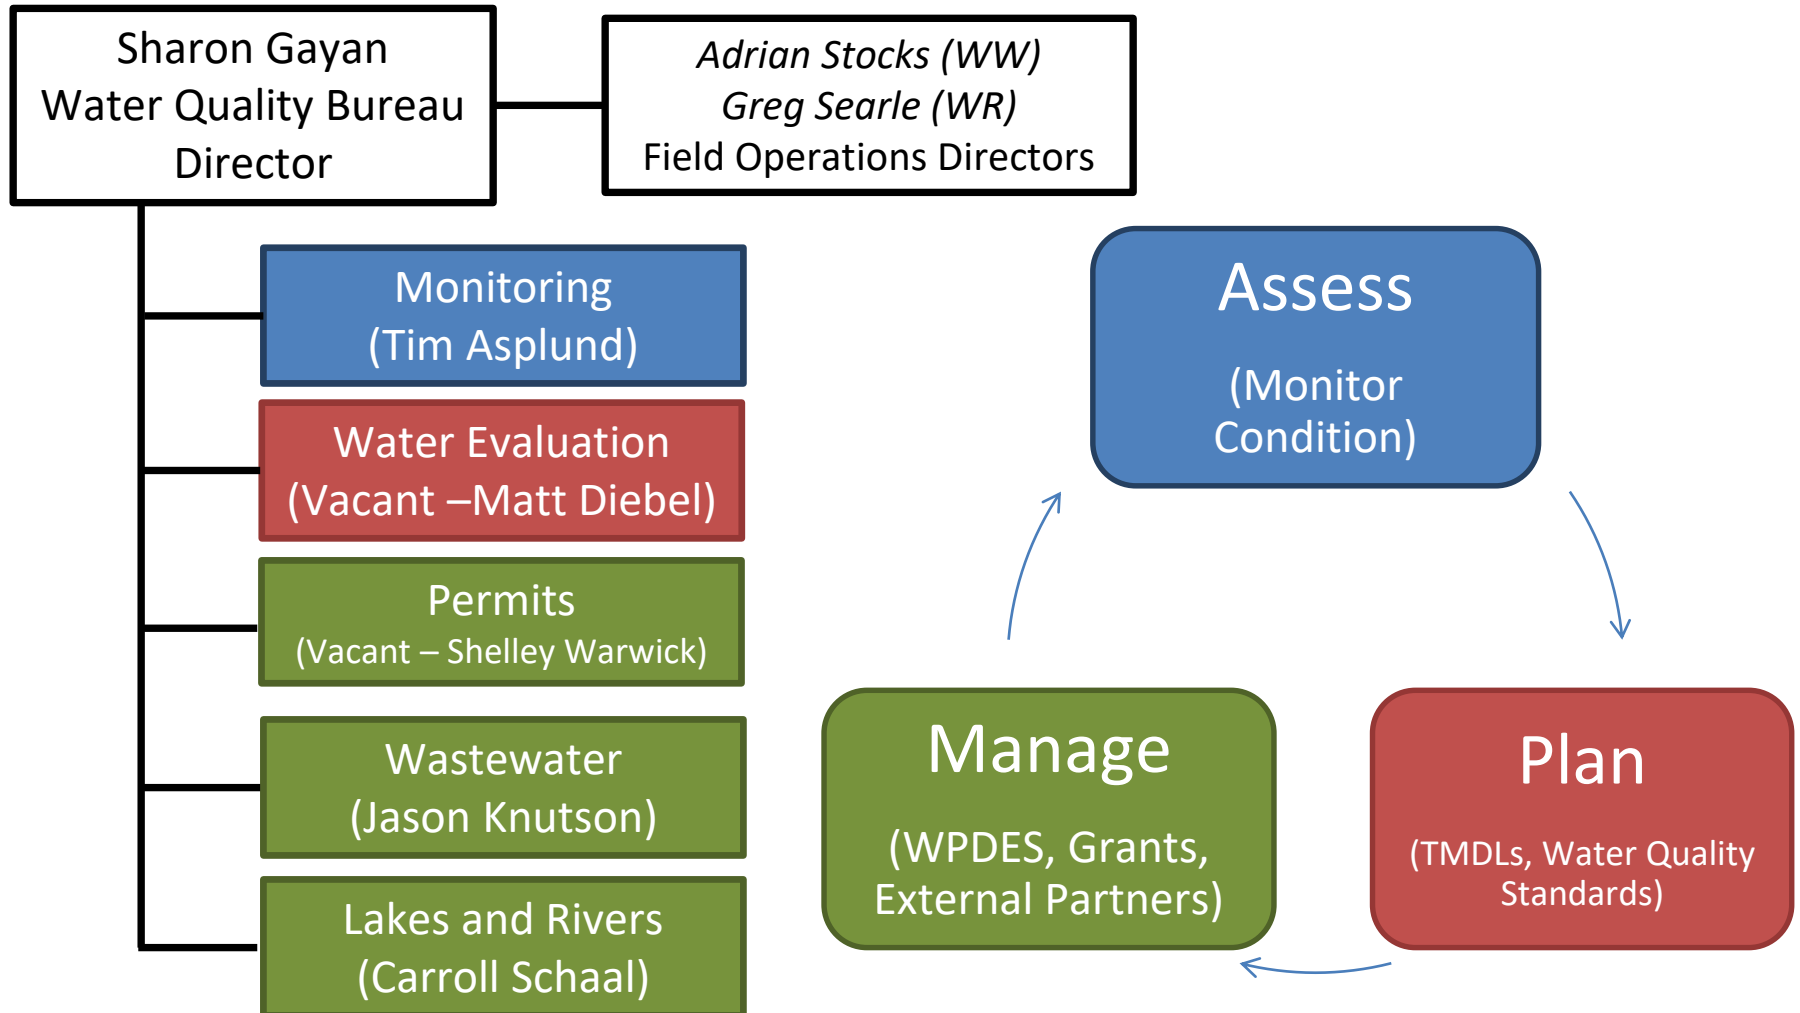 Sharon Gayan
Water Quality Bureau
Director
Adrian Stocks (WW)
Greg Searle (WR)
Field Operations Directors
Monitoring
(Tim Asplund)
Water Evaluation
(Vacant –Matt Diebel)
Permits
(Vacant – Shelley Warwick)
Wastewater
(Jason Knutson)
Lakes and Rivers
(Carroll Schaal)
Assess
(Monitor
Condition)
Plan
(TMDLs, Water Quality
Standards)
Manage
(WPDES, Grants,
External Partners)